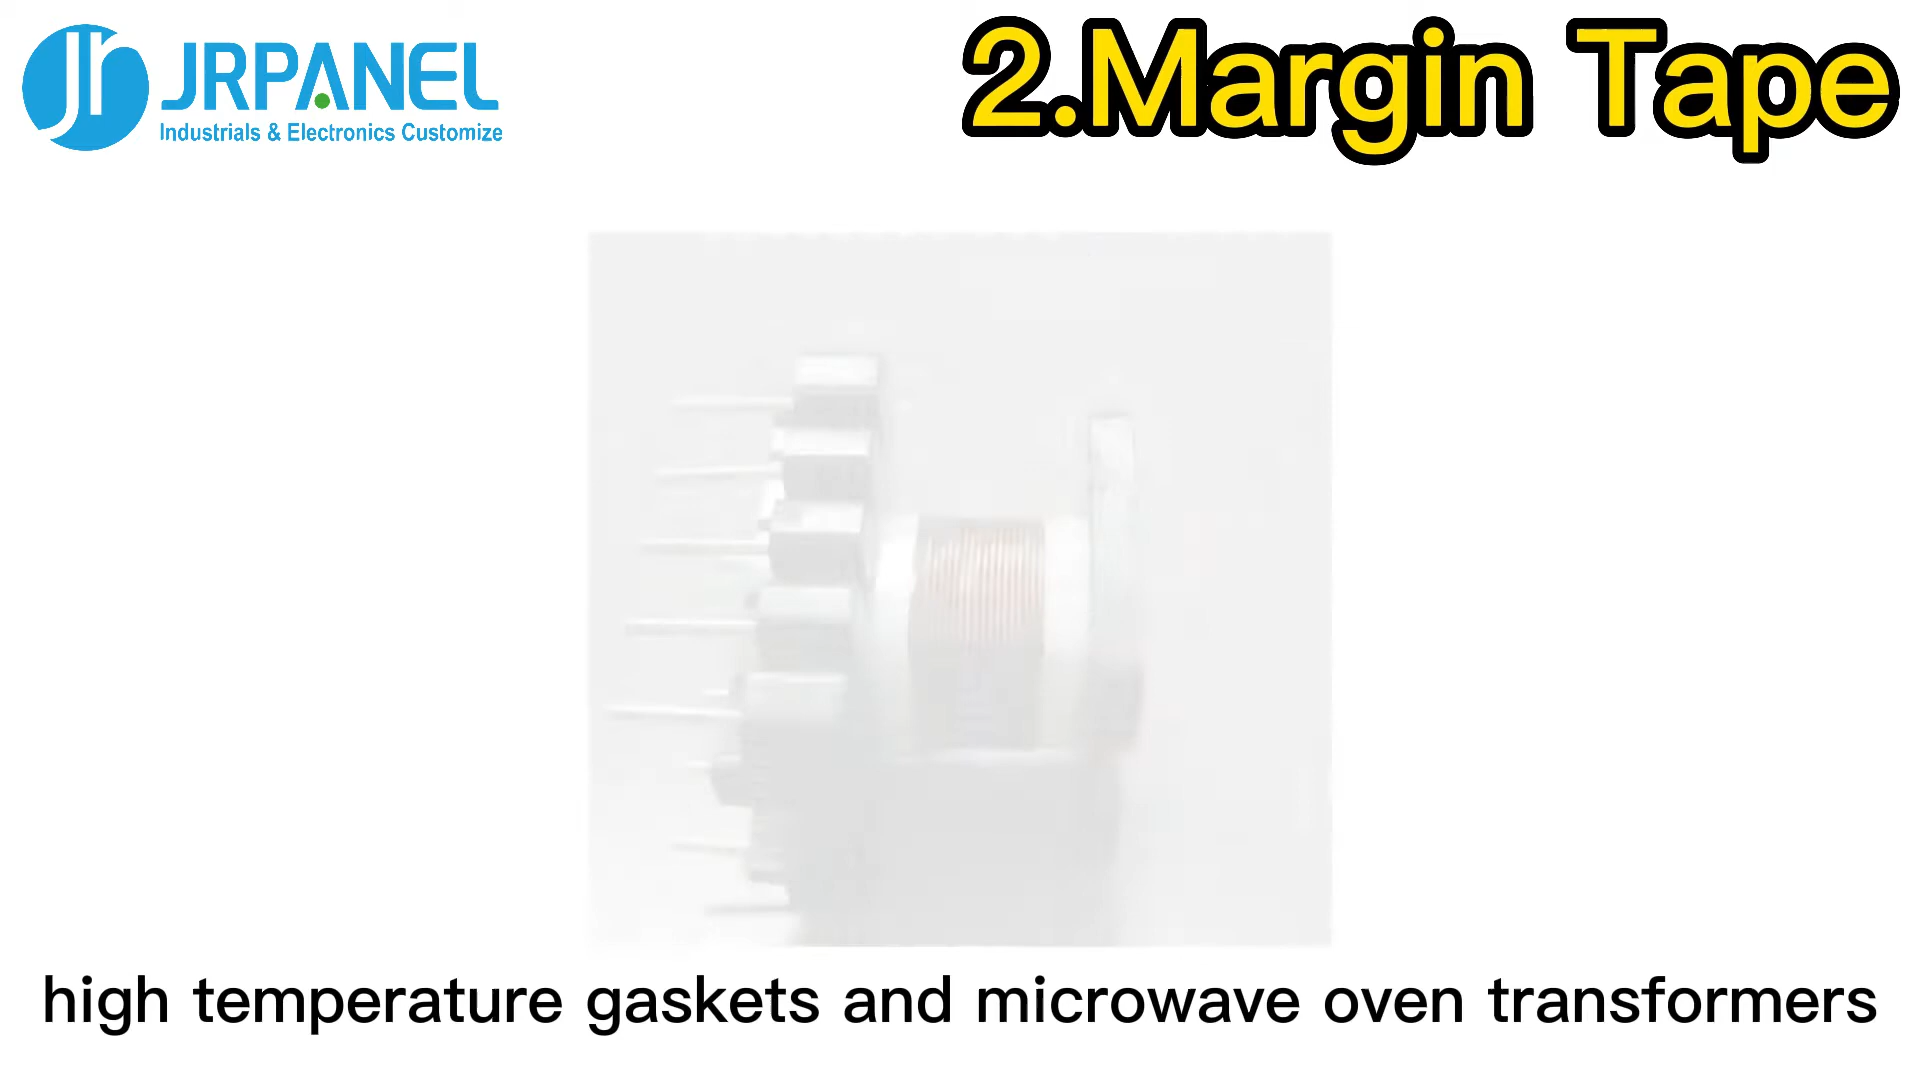 JRPANEL
Industrials & Electronics Customize
2.Margin Tape
high temperature gaskets and microwave oven transformers